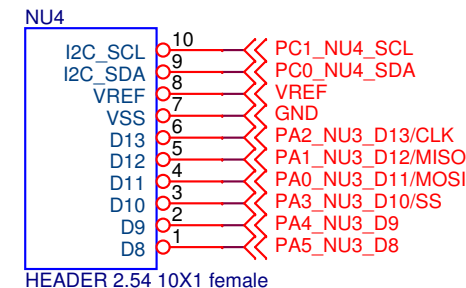 NU4
I2C_SCL 10 PC1_NU4_SCL
I2C_SDA 9 PC0_NU4_SDA
VREF 8 VREF
VSS 7 GND
D13 6 PA2_NU3_D13/CLK
D12 5 PA1_NU3_D12/MISO
D11 4 PA0_NU3_D11/MOSI
D10 3 PA3_NU3_D10/SS
D9 2 PA4_NU3_D9
D8 1 PA5_NU3_D8
HEADER 2.54 10X1 female